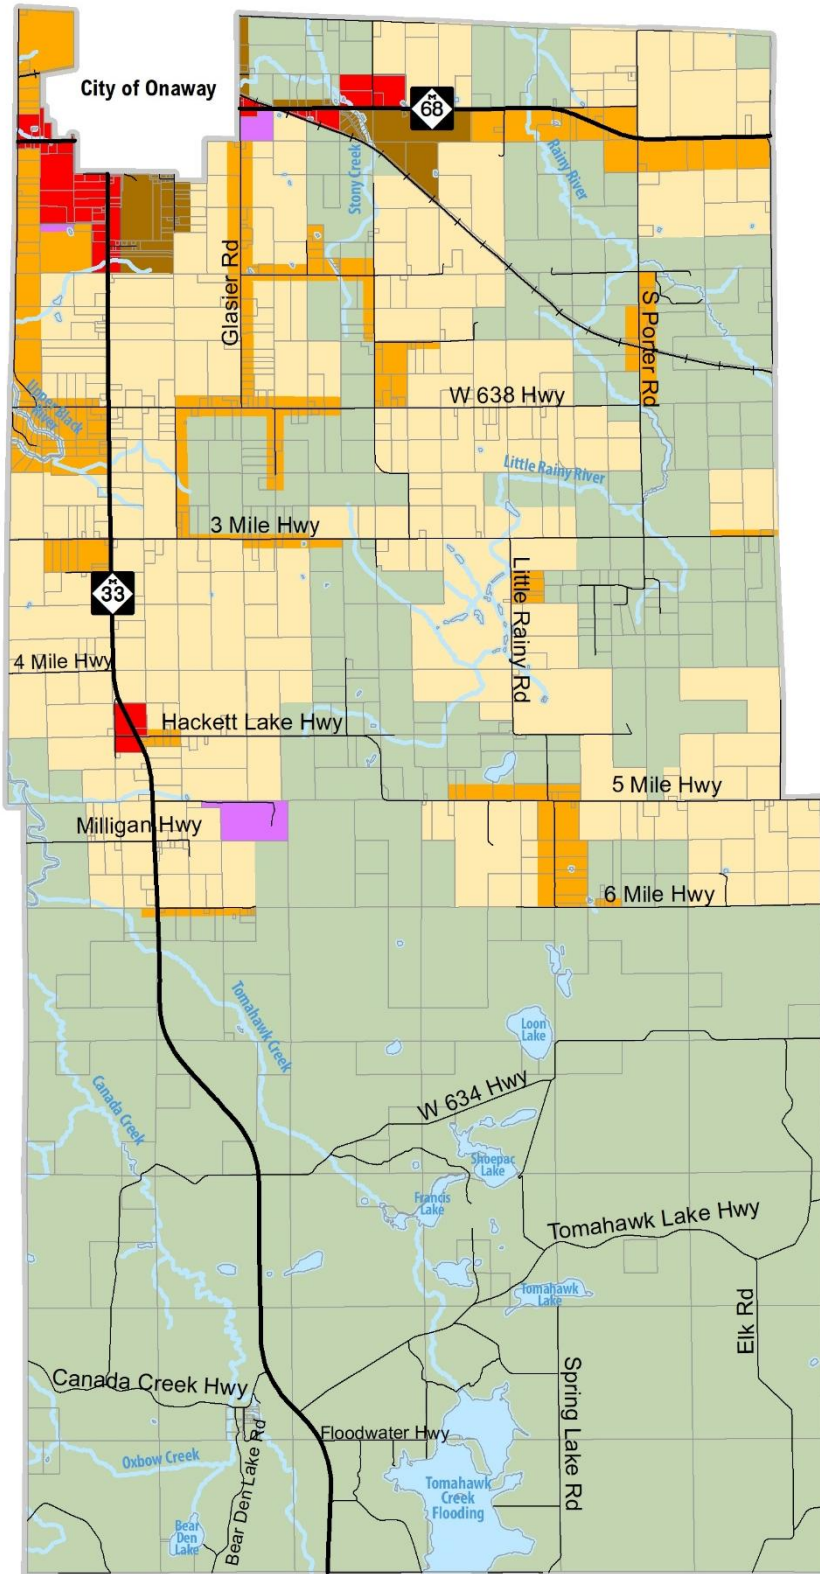 City of Onaway
M
68
Stony Creek
Rainy River
Glasier Rd
S Porter Rd
W 638 Hwy
Upper Black
River
Little Rainy River
3 Mile Hwy
M
33
Little Rainy Rd
4 Mile Hwy
Hackett Lake Hwy
5 Mile Hwy
Milligan Hwy
6 Mile Hwy
Tomahawk Creek
Loon
Lake
Canada Creek
W 634 Hwy
Shoepac
Lake
Francis
Lake
Tomahawk Lake Hwy
Tomahawk
Lake
Elk Rd
Canada Creek Hwy
Spring Lake Rd
Bear Den Lake Rd
Floodwater Hwy
Oxbow Creek
Tomahawk
Creek
Flooding
Bear
Den
Lake